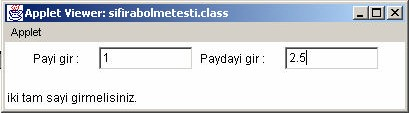 Applet Viewer: sifirabolmetesti.class
Applet
Payi gir : 1 Paydayi gir : 2.5
iki tam sayi girmelisiniz.